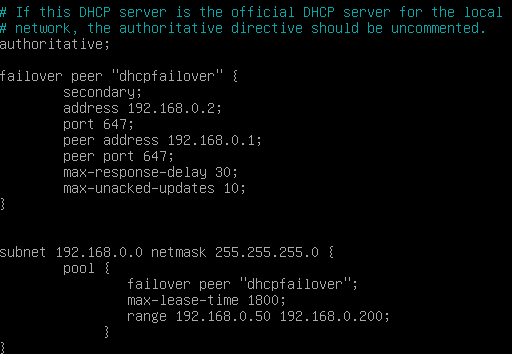 # If this DHCP server is the official DHCP server for the local
# network, the authoritative directive should be uncommented.
authoritative;
failover peer "dhcpfailover" {
secondary;
address 192.168.0.2;
port 647;
peer address 192.168.0.1;
peer port 647;
max-response-delay 30;
max-unacked-updates 10;
}
subnet 192.168.0.0 netmask 255.255.255.0 {
pool {
failover peer "dhcpfailover";
max-lease-time 1800;
range 192.168.0.50 192.168.0.200;
}
}